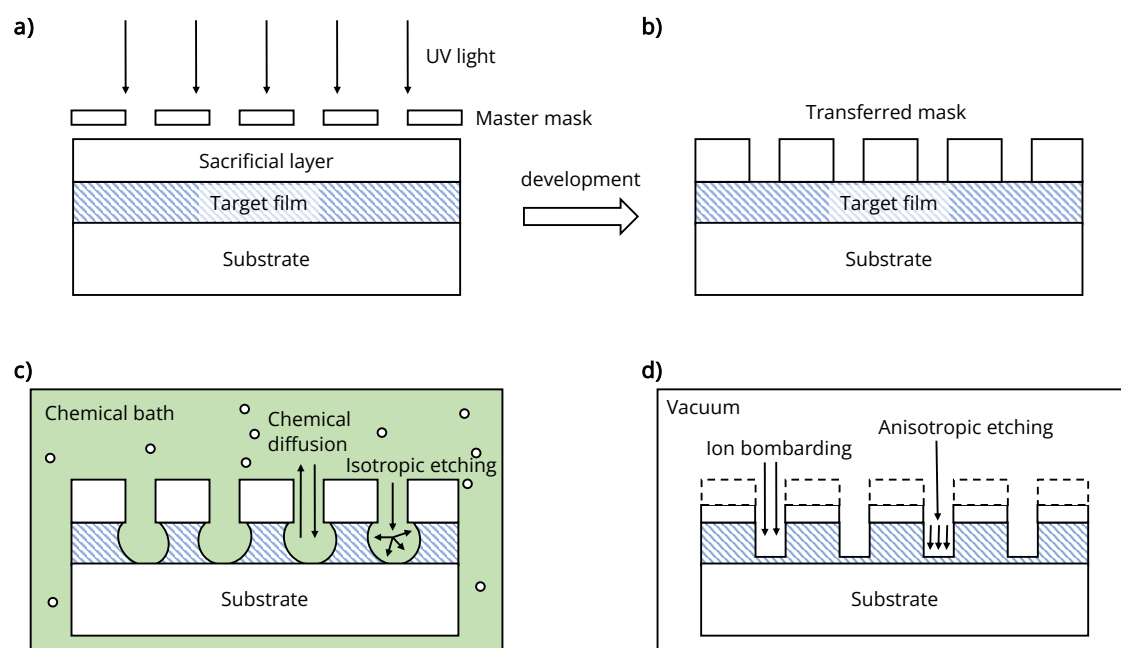 a)
UV light
Master mask
Sacrificial layer
Target film
Substrate
development
b)
Transferred mask
Target film
Substrate
c)
Chemical bath
Chemical
diffusion
Isotropic etching
Substrate
d)
Vacuum
Ion bombarding
Anisotropic etching
Substrate